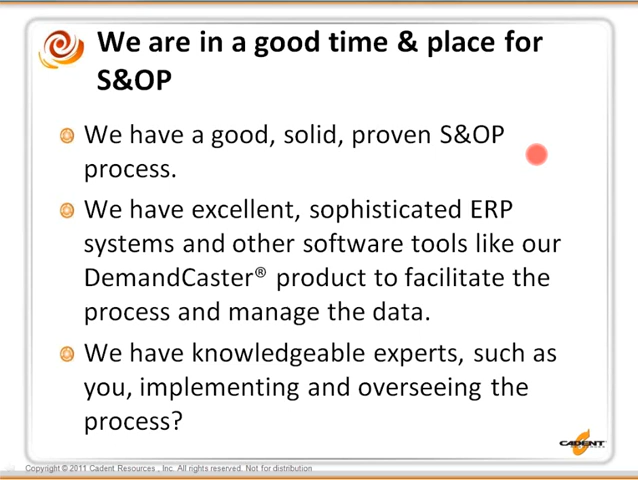 We are in a good time & place for
S&OP
We have a good, solid, proven S&OP
process.
We have excellent, sophisticated ERP
systems and other software tools like our
DemandCaster® product to facilitate the
process and manage the data.
We have knowledgeable experts, such as
you, implementing and overseeing the
process?
CADENT
Copyright © 2011 Cadent Resources , Inc. All rights reserved. Not for distribution